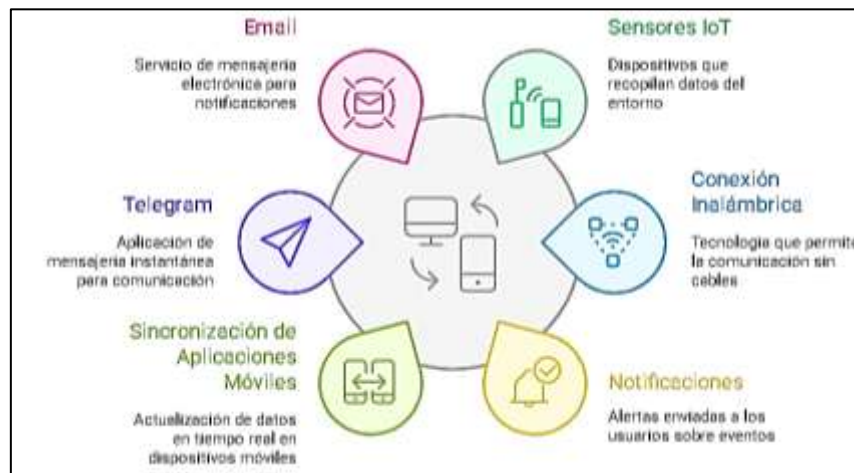 Email
Servicio de mensajería
electrónica para
notificaciones
Sensores IoT
Dispositivos que
recopilan datos del
entorno
Telegram
Aplicación de
mensajería instantánea
para comunicación
Conexión
Inalámbrica
Tecnología que permite
la comunicación sin
cables
Sincronización de
Aplicaciones
Móviles
Actualización de datos
en tiempo real en
dispositivos móviles
Notificaciones
Alertas enviadas a los
usuarios sobre eventos